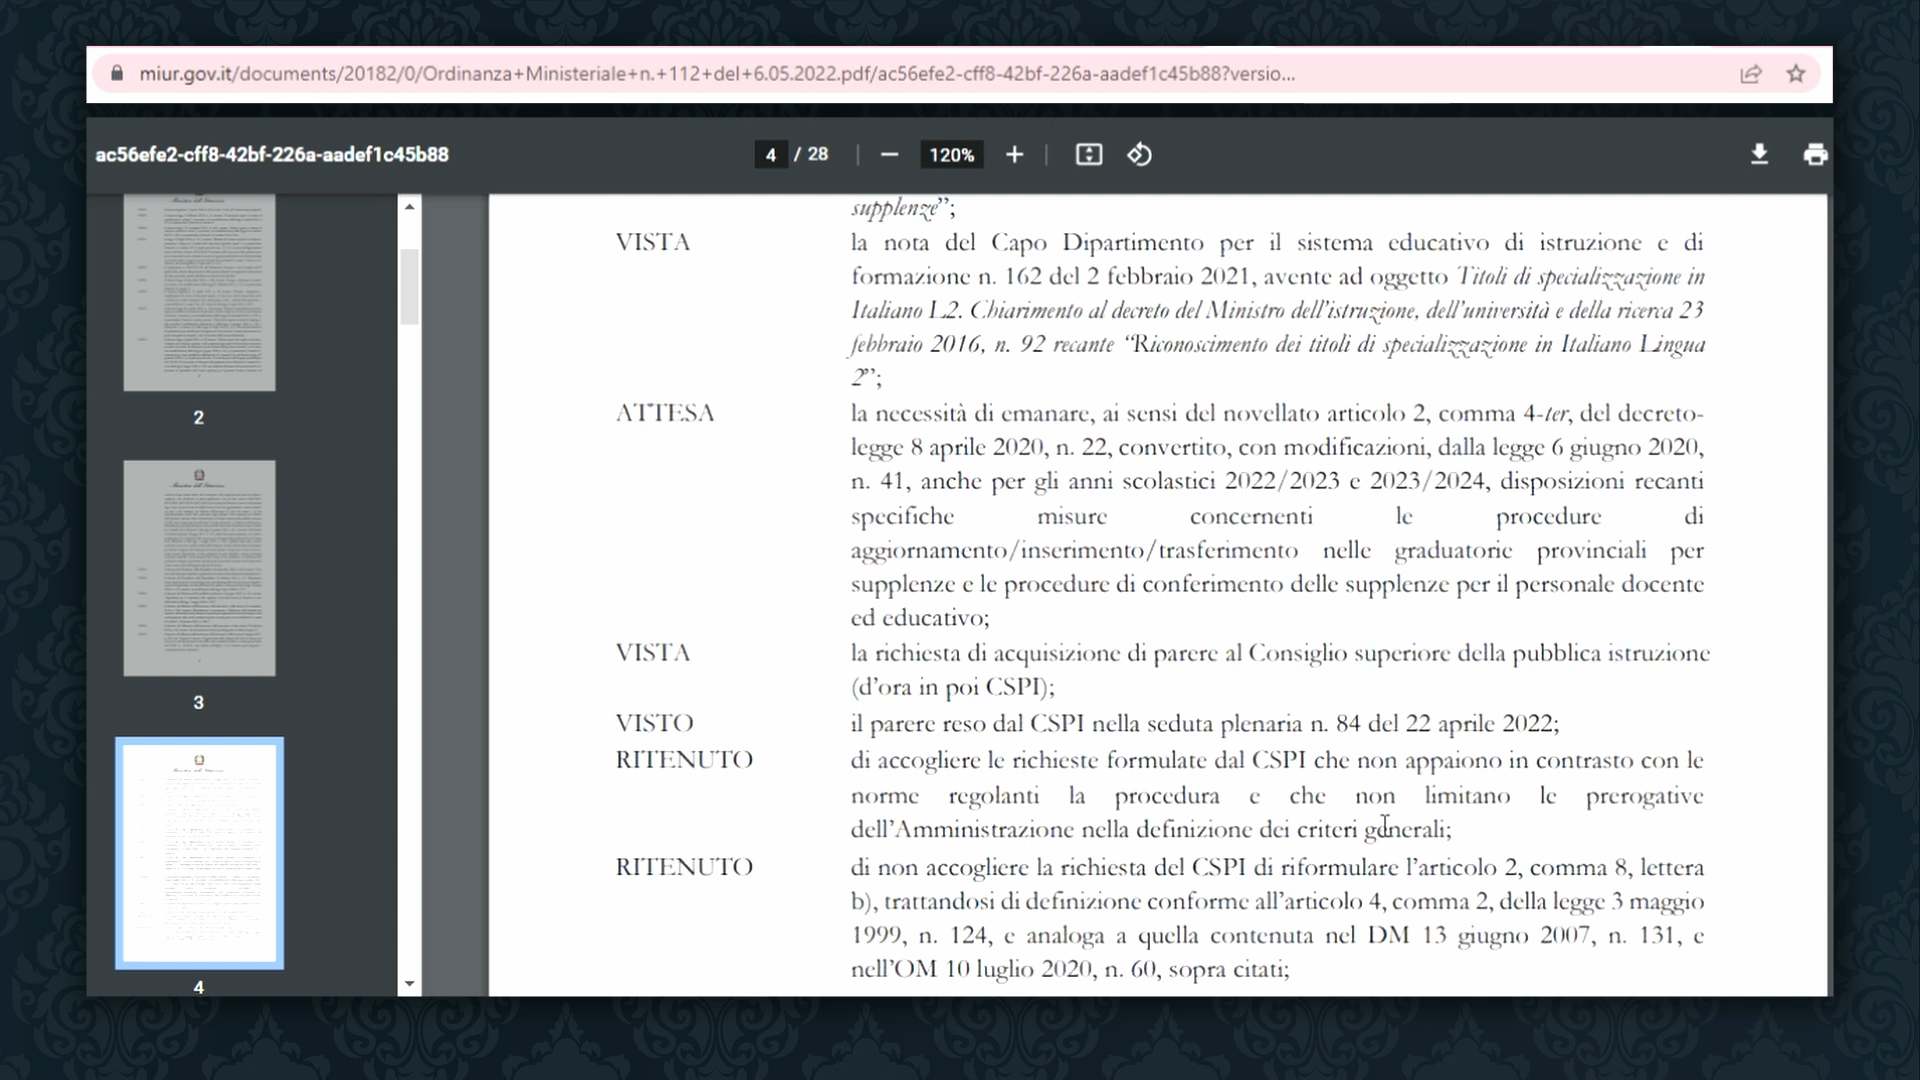 miur.gov.it/documents/20182/0/Ordinanza+Ministeriale+n.+112+del+6.05.2022.pdf/ac56efe2-cff8-42bf-226a-aadef1c45b88?versio...
ac56efe2-cff8-42bf-226a-aadef1c45b88
4 / 28
120%
2
3
4
supplenze”;
VISTA la nota del Capo Dipartimento per il sistema educativo di istruzione e di
formazione n. 162 del 2 febbraio 2021, avente ad oggetto Titoli di specializzazione in
Italiano L2. Chiarimento al decreto del Ministro dell’istruzione, dell’università e della ricerca 23
febbraio 2016, n. 92 recante “Riconoscimento dei titoli di specializzazione in Italiano Lingua
2”;
ATTESA la necessità di emanare, ai sensi del novellato articolo 2, comma 4-ter, del decreto-
legge 8 aprile 2020, n. 22, convertito, con modificazioni, dalla legge 6 giugno 2020,
n. 41, anche per gli anni scolastici 2022/2023 e 2023/2024, disposizioni recanti
specifiche misure concernenti le procedure di
aggiornamento/inserimento/trasferimento nelle graduatorie provinciali per
supplenze e le procedure di conferimento delle supplenze per il personale docente
ed educativo;
VISTA la richiesta di acquisizione di parere al Consiglio superiore della pubblica istruzione
(d’ora in poi CSPI);
VISTO il parere reso dal CSPI nella seduta plenaria n. 84 del 22 aprile 2022;
RITENUTO di accogliere le richieste formulate dal CSPI che non appaiono in contrasto con le
norme regolanti la procedura e che non limitano le prerogative
dell’Amministrazione nella definizione dei criteri generali;
RITENUTO di non accogliere la richiesta del CSPI di riformulare l’articolo 2, comma 8, lettera
b), trattandosi di definizione conforme all’articolo 4, comma 2, della legge 3 maggio
1999, n. 124, e analoga a quella contenuta nel DM 13 giugno 2007, n. 131, e
nell’OM 10 luglio 2020, n. 60, sopra citati;